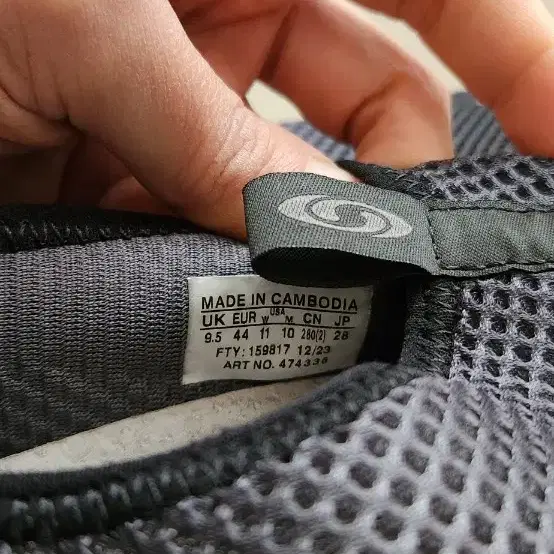 MADE IN CAMBODIA
UK EUR W USA M CN JP
9.5 44 11 10 280(2) 28
FTY: 159817 12/23
ART NO. 474336